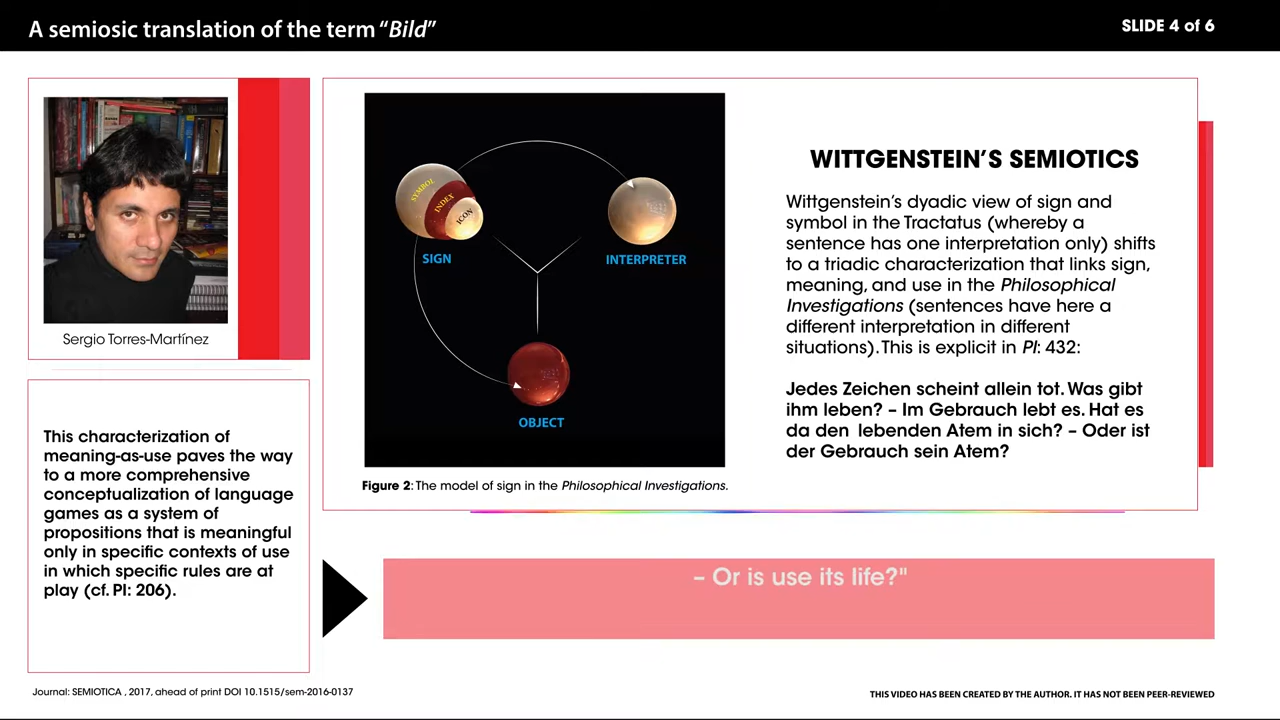 A semiosic translation of the term “Bild”
SLIDE 4 of 6
Sergio Torres-Martínez
This characterization of
meaning-as-use paves the way
to a more comprehensive
conceptualization of language
games as a system of
propositions that is meaningful
only in specific contexts of use
in which specific rules are at
play (cf. PI: 206).
SYMBOL
INDEX
ICON
SIGN
INTERPRETER
OBJECT
Figure 2: The model of sign in the Philosophical Investigations.
WITTGENSTEIN’S SEMIOTICS
Wittgenstein’s dyadic view of sign and
symbol in the Tractatus (whereby a
sentence has one interpretation only) shifts
to a triadic characterization that links sign,
meaning, and use in the Philosophical
Investigations (sentences have here a
different interpretation in different
situations). This is explicit in PI: 432:
Jedes Zeichen scheint allein tot. Was gibt
ihm leben? – Im Gebrauch lebt es. Hat es
da den lebenden Atem in sich? – Oder ist
der Gebrauch sein Atem?
– Or is use its life?"
Journal: SEMIOTICA , 2017, ahead of print DOI 10.1515/sem-2016-0137
THIS VIDEO HAS BEEN CREATED BY THE AUTHOR. IT HAS NOT BEEN PEER-REVIEWED